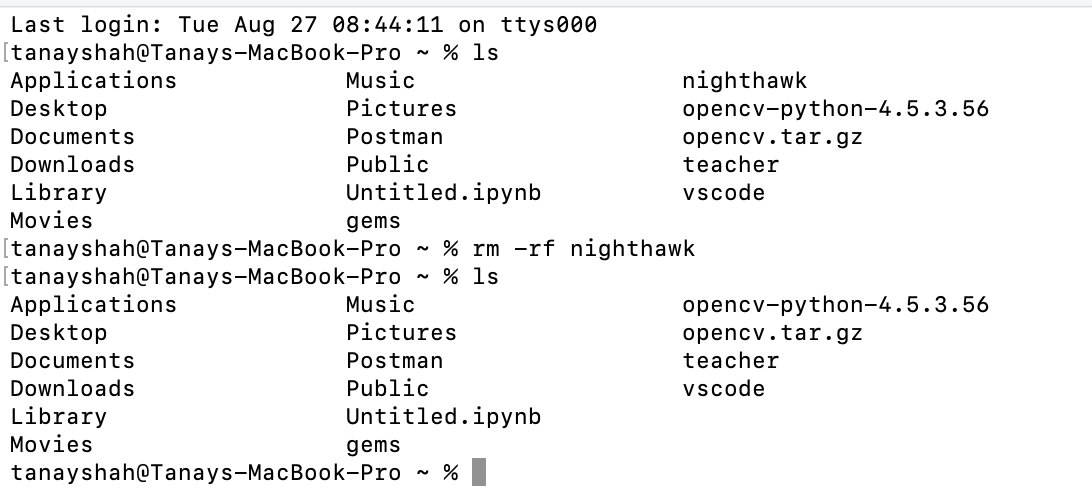 Last login: Tue Aug 27 08:44:11 on ttys000
[tanayshah@Tanays-MacBook-Pro ~ % ls
Applications Music nighthawk
Desktop Pictures opencv-python-4.5.3.56
Documents Postman opencv.tar.gz
Downloads Public teacher
Library Untitled.ipynb vscode
Movies gems
[tanayshah@Tanays-MacBook-Pro ~ % rm -rf nighthawk
[tanayshah@Tanays-MacBook-Pro ~ % ls
Applications Music opencv-python-4.5.3.56
Desktop Pictures opencv.tar.gz
Documents Postman teacher
Downloads Public vscode
Library Untitled.ipynb
Movies gems
tanayshah@Tanays-MacBook-Pro ~ %